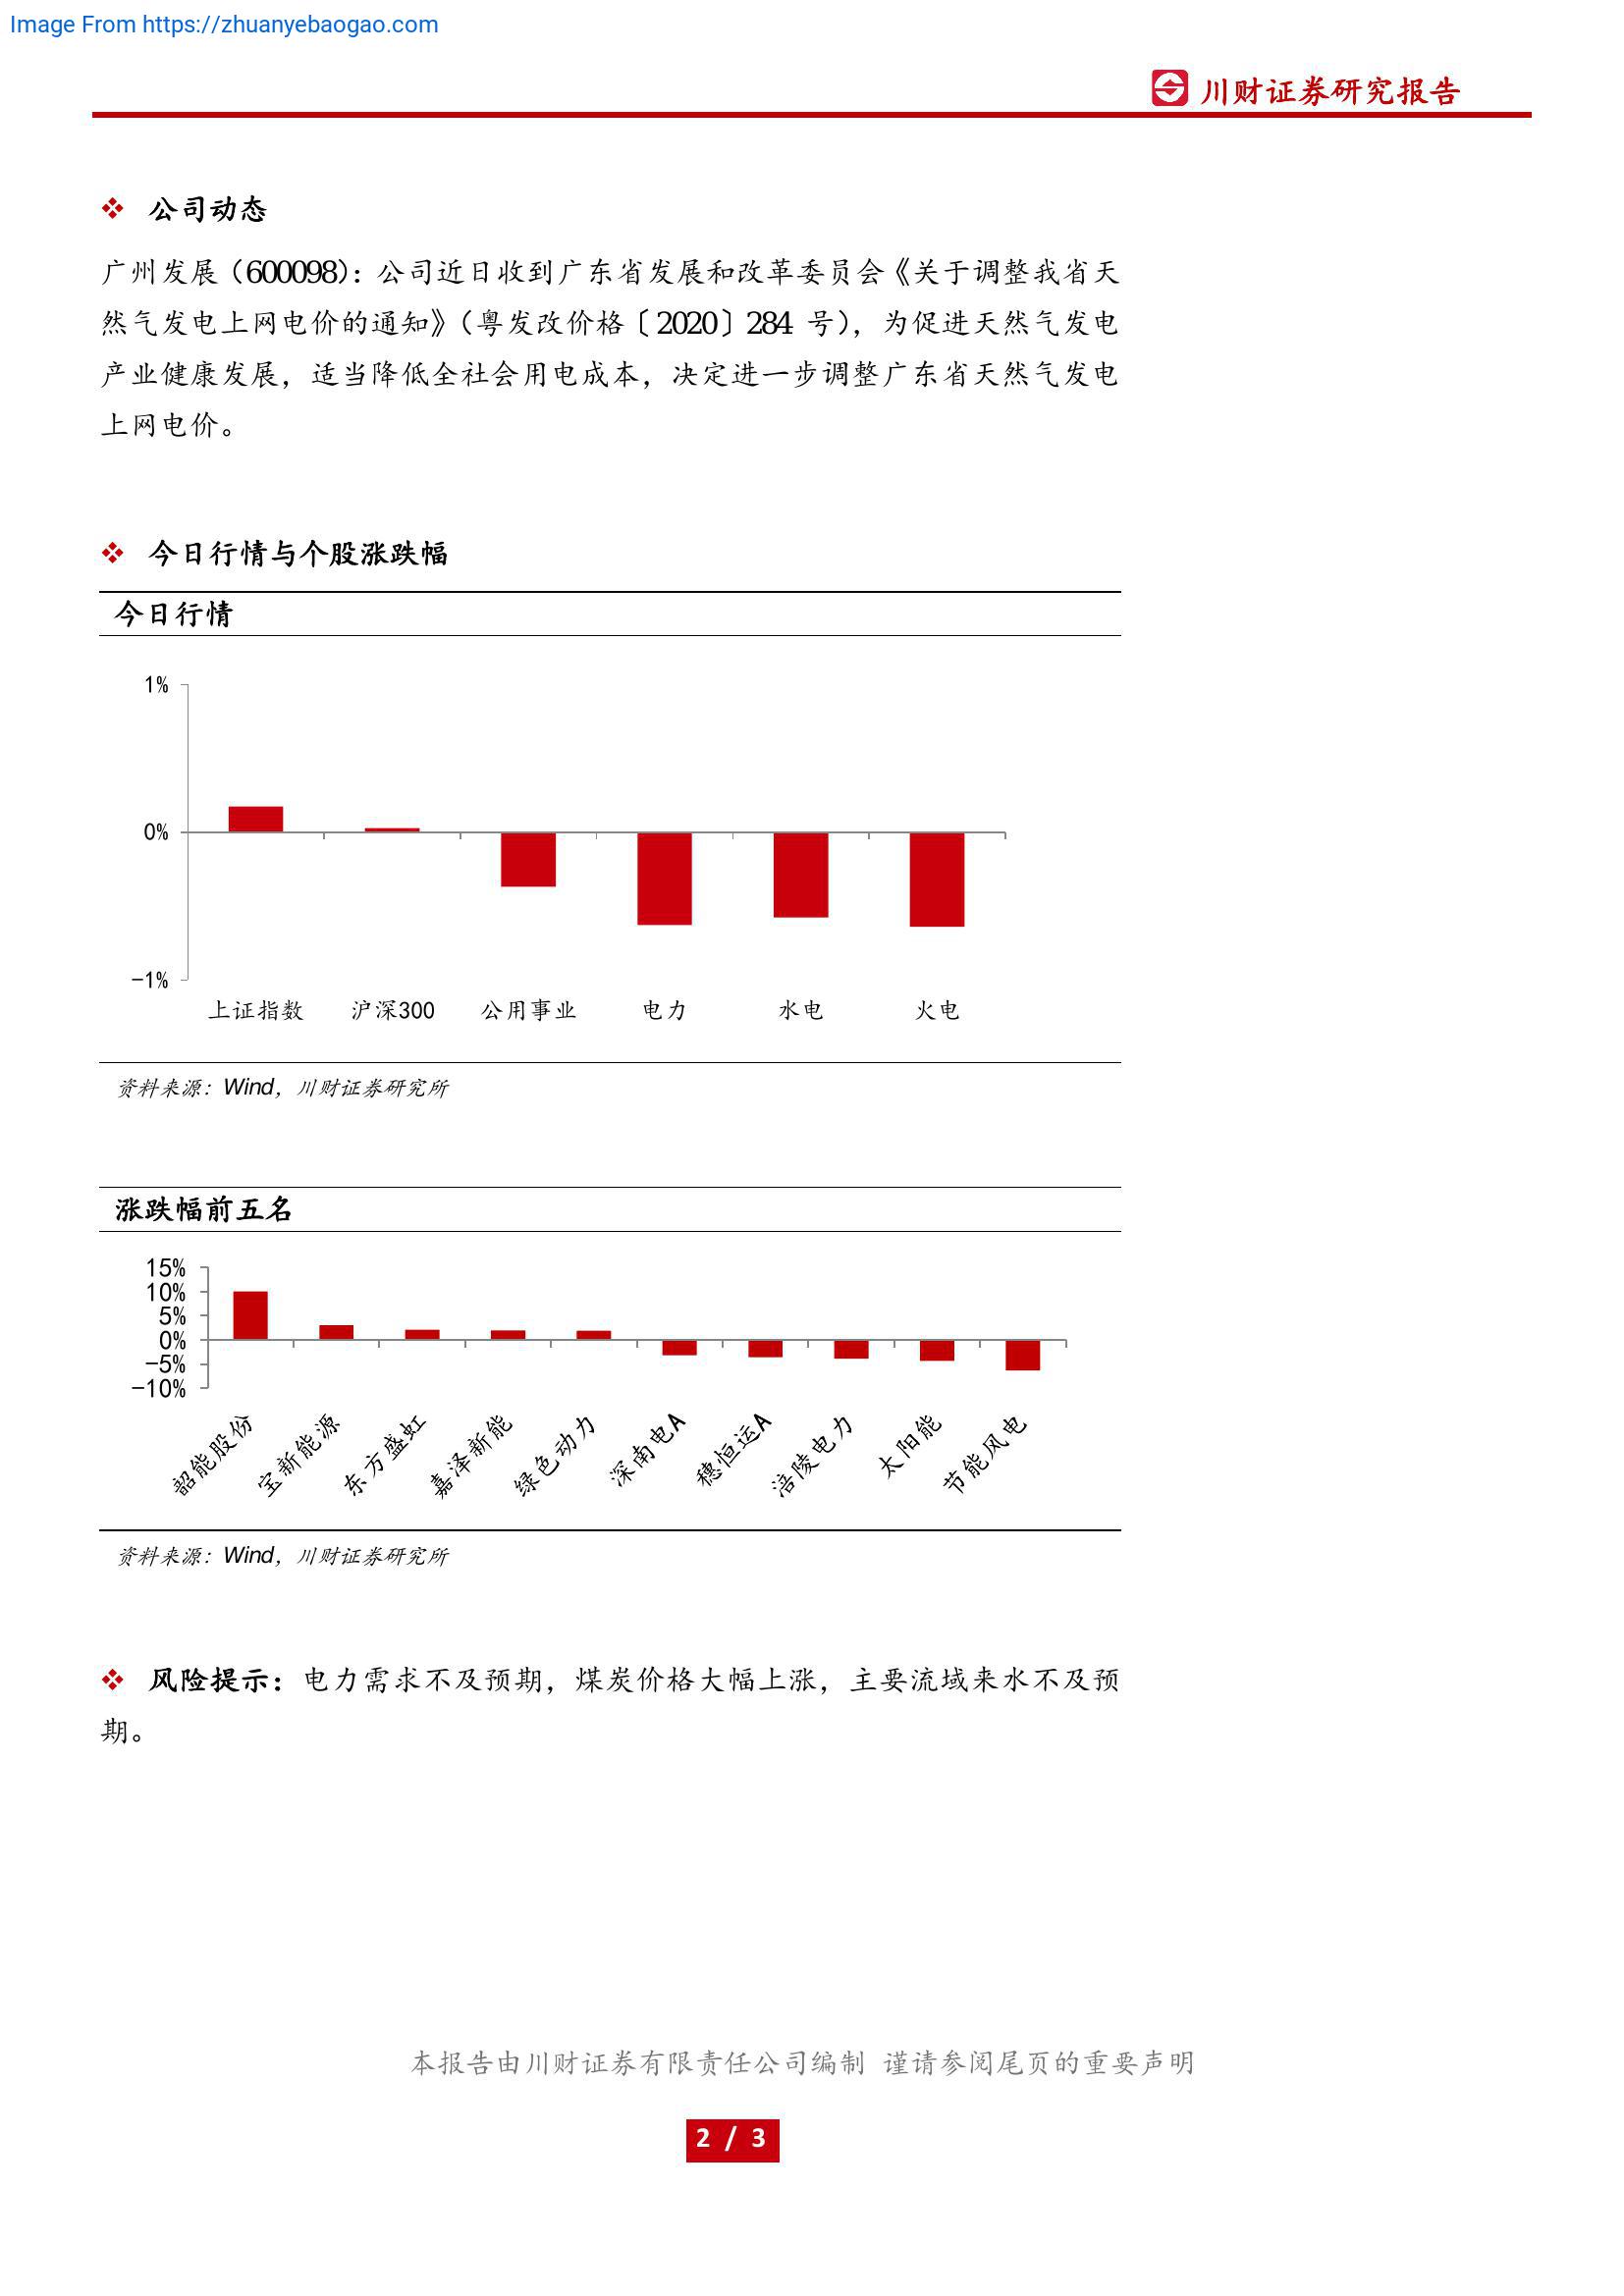 Image From https://zhuanyebaogao.com
川财证券研究报告
❖ 公司动态
广州发展（600098）：公司近日收到广东省发展和改革委员会《关于调整我省天
然气发电上网电价的通知》（粤发改价格〔2020〕284 号），为促进天然气发电
产业健康发展，适当降低全社会用电成本，决定进一步调整广东省天然气发电
上网电价。
❖ 今日行情与个股涨跌幅
今日行情
1%
0%
-1%
上证指数 沪深300 公用事业 电力 水电 火电
资料来源：Wind，川财证券研究所
涨跌幅前五名
15%
10%
5%
0%
-5%
-10%
韶能股份 宝新能源 东方盛虹 嘉泽新能 绿色动力 深南电A 穗恒运A 涪陵电力 太阳能 节能风电
资料来源：Wind，川财证券研究所
❖ 风险提示：电力需求不及预期，煤炭价格大幅上涨，主要流域来水不及预
期。
本报告由川财证券有限责任公司编制 谨请参阅尾页的重要声明
2 / 3